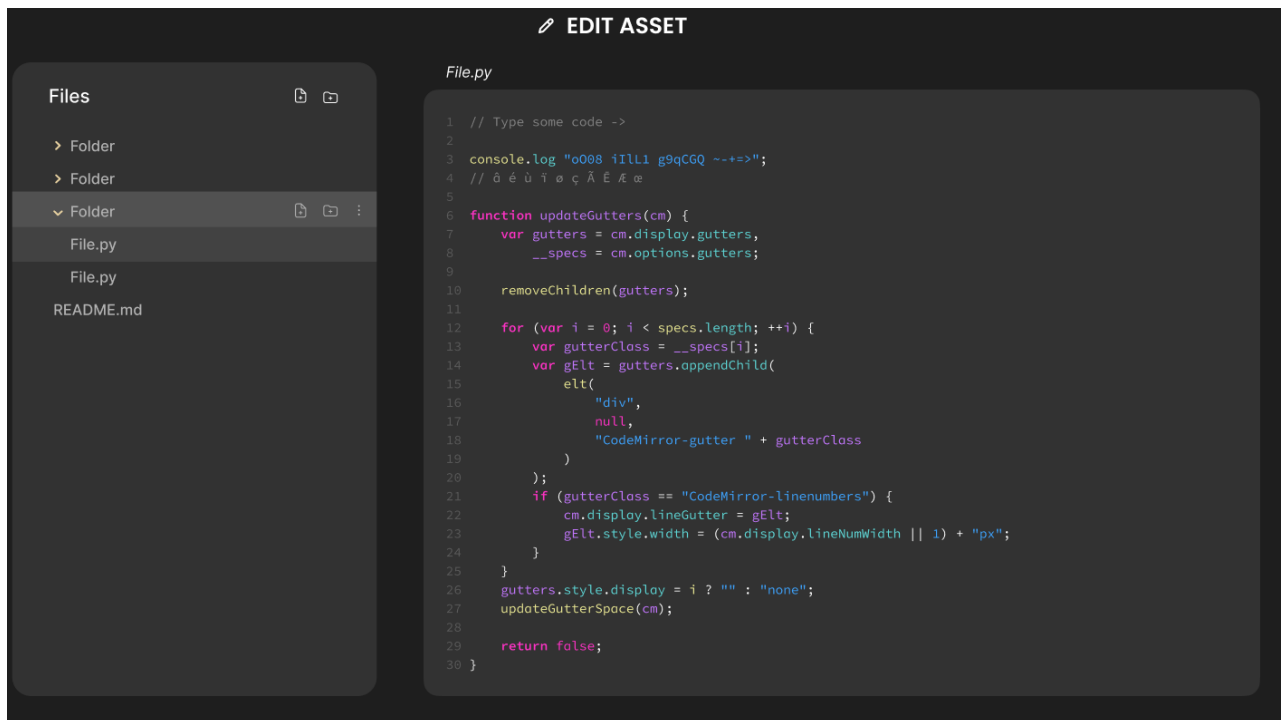 EDIT ASSET
Files
Folder
Folder
Folder
File.py
File.py
README.md
File.py
1 // Type some code ->
2
3 console.log "oO08 iIlL1 g9qCGQ ~-+=>";
4 // â é ù ï ø ç Ã Ê Æ œ
5
6 function updateGutters(cm) {
7     var gutters = cm.display.gutters,
8         __specs = cm.options.gutters;
9
10     removeChildren(gutters);
11
12     for (var i = 0; i < specs.length; ++i) {
13         var gutterClass = __specs[i];
14         var gElt = gutters.appendChild(
15             elt(
16                 "div",
17                 null,
18                 "CodeMirror-gutter " + gutterClass
19             )
20         );
21         if (gutterClass == "CodeMirror-linenumbers") {
22             cm.display.lineGutter = gElt;
23             gElt.style.width = (cm.display.lineNumWidth || 1) + "px";
24         }
25     }
26     gutters.style.display = i ? "" : "none";
27     updateGutterSpace(cm);
28
29     return false;
30 }